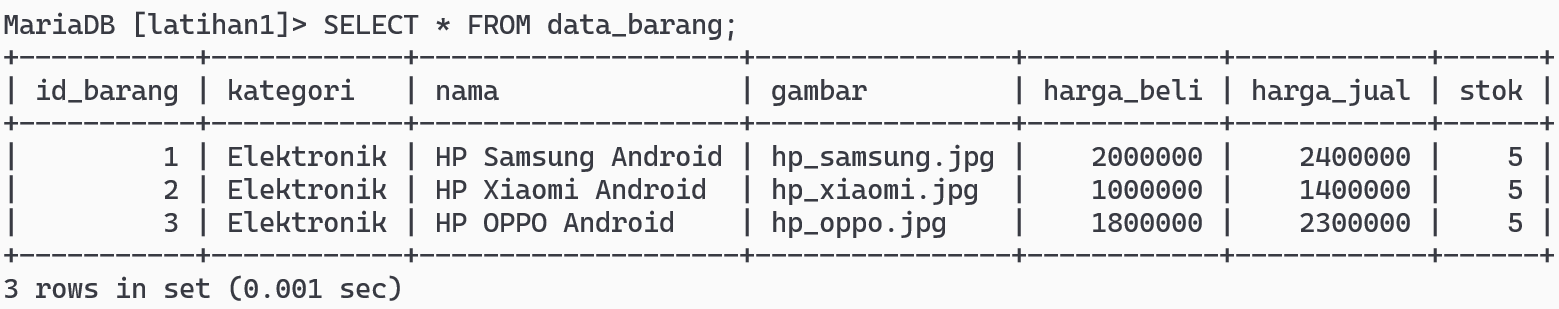 MariaDB [latihan1]> SELECT * FROM data_barang;
+-----------+------------+--------------------+----------------+------------+------------+------+
| id_barang | kategori   | nama               | gambar         | harga_beli | harga_jual | stok |
+-----------+------------+--------------------+----------------+------------+------------+------+
|         1 | Elektronik | HP Samsung Android | hp_samsung.jpg |    2000000 |    2400000 |    5 |
|         2 | Elektronik | HP Xiaomi Android  | hp_xiaomi.jpg  |    1000000 |    1400000 |    5 |
|         3 | Elektronik | HP OPPO Android    | hp_oppo.jpg    |    1800000 |    2300000 |    5 |
+-----------+------------+--------------------+----------------+------------+------------+------+
3 rows in set (0.001 sec)